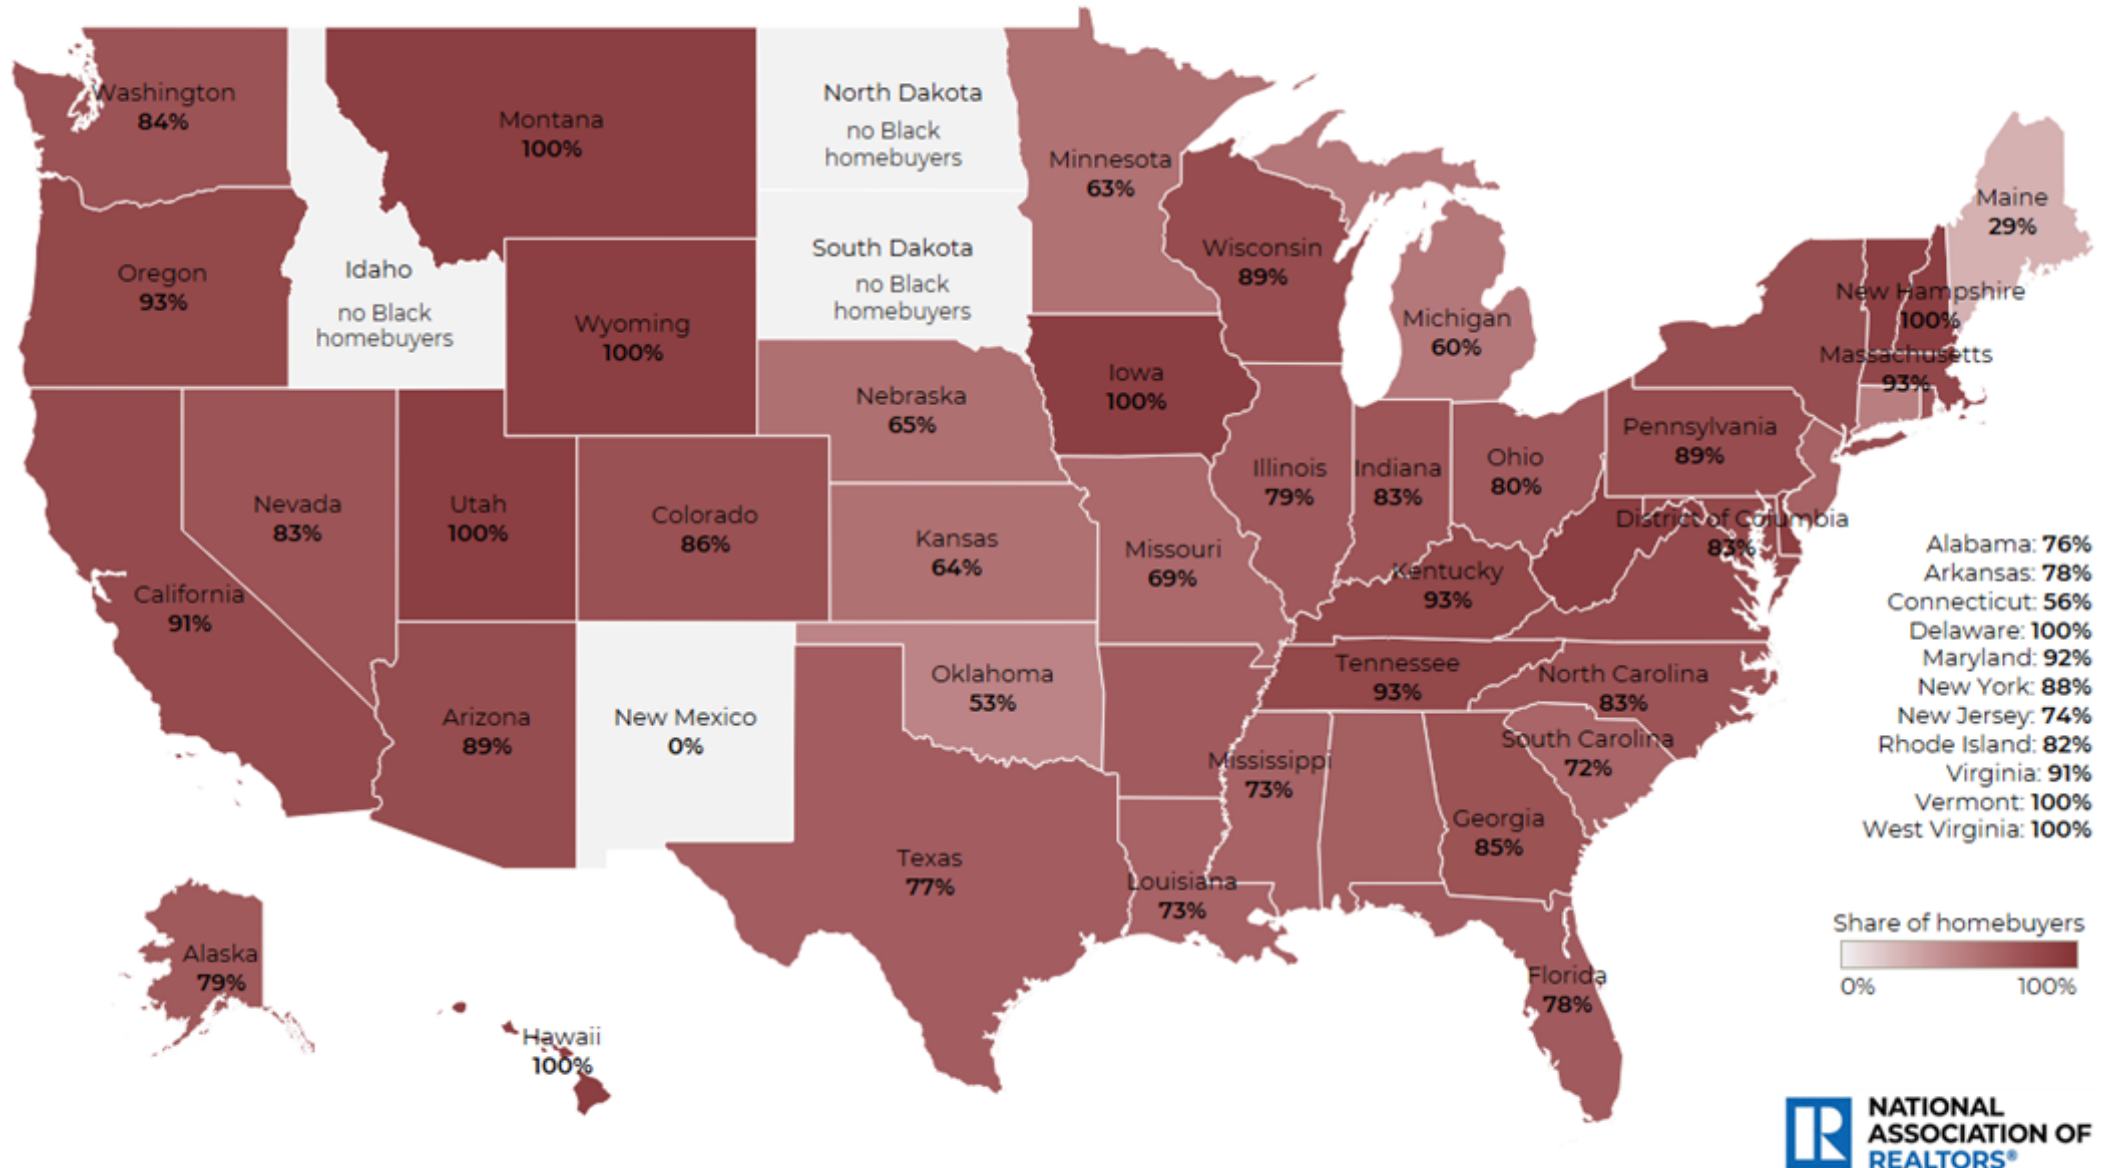 Washington
84%
Montana
100%
North Dakota
no Black
homebuyers
Minnesota
63%
Maine
29%
Oregon
93%
Idaho
no Black
homebuyers
Wyoming
100%
South Dakota
no Black
homebuyers
Wisconsin
89%
Michigan
60%
New Hampshire
100%
Massachusetts
93%
Nebraska
65%
Iowa
100%
Illinois
79%
Indiana
83%
Ohio
80%
Pennsylvania
89%
Nevada
83%
Utah
100%
Colorado
86%
Kansas
64%
Missouri
69%
Kentucky
93%
District of Columbia
83%
California
91%
Arizona
89%
New Mexico
0%
Oklahoma
53%
Tennessee
93%
North Carolina
83%
South Carolina
72%
Mississippi
73%
Georgia
85%
Texas
77%
Louisiana
73%
Florida
78%
Alaska
79%
Hawaii
100%
Alabama: 76%
Arkansas: 78%
Connecticut: 56%
Delaware: 100%
Maryland: 92%
New York: 88%
New Jersey: 74%
Rhode Island: 82%
Virginia: 91%
Vermont: 100%
West Virginia: 100%
Share of homebuyers
0% 100%
NATIONAL
ASSOCIATION OF
REALTORS®